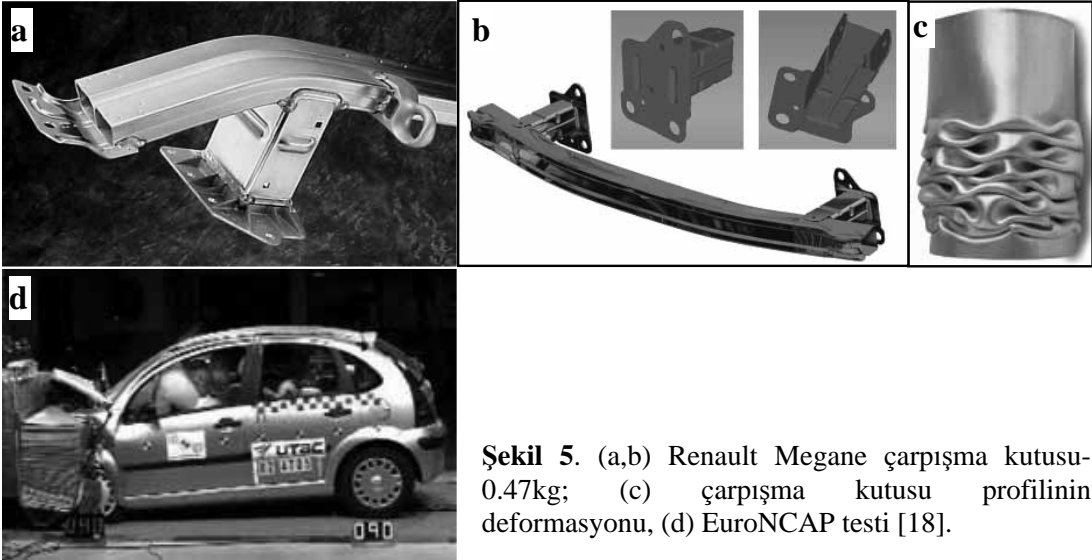 a
b
c
d
UTAC
090
Şekil 5. (a,b) Renault Megane çarpışma kutusu-
0.47kg; (c) çarpışma kutusu profilinin
deformasyonu, (d) EuroNCAP testi [18].